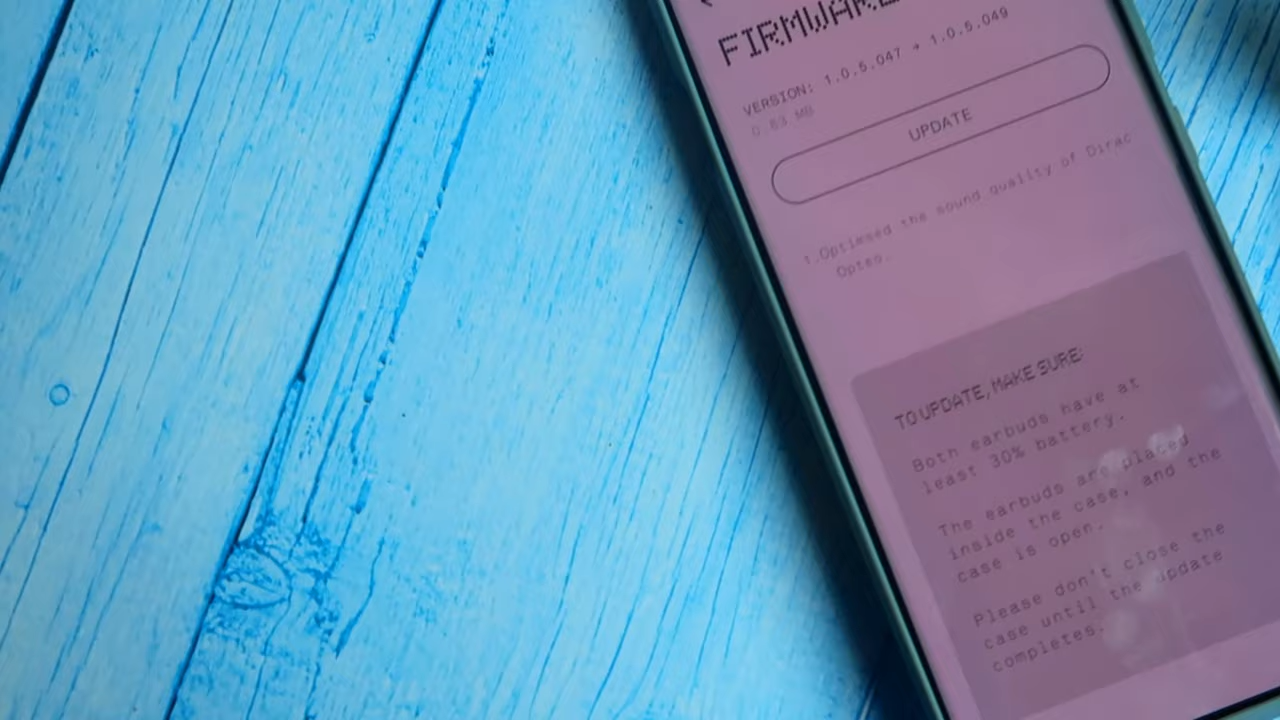 FIRMWARE
VERSION: 1.0.5.047 → 1.0.5.049
0.83 MB
UPDATE
1.Optimsed the sound quality of Dirac
Opteo.
TO UPDATE, MAKE SURE:
Both earbuds have at
least 30% battery.
The earbuds are placed
inside the case, and the
case is open.
Please don't close the
case until the update
completes.